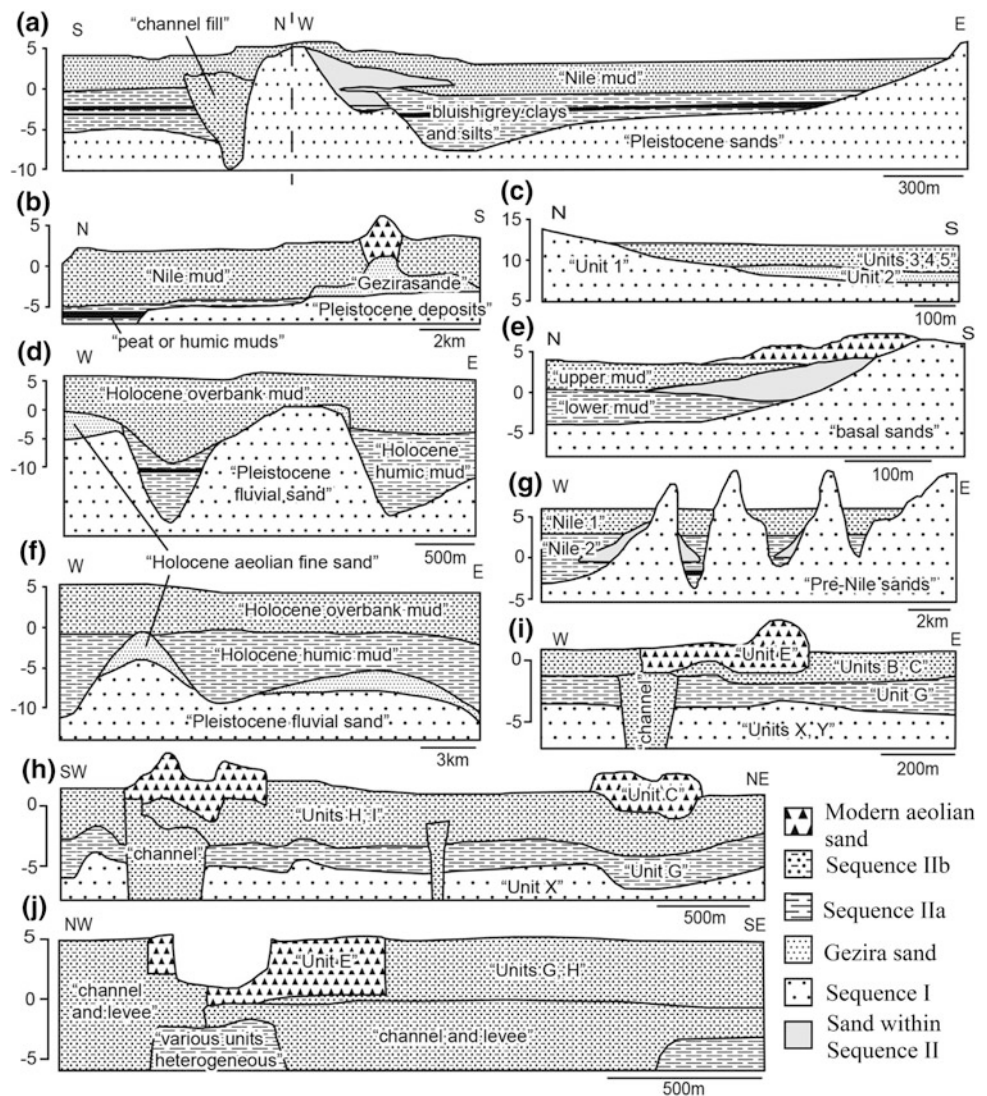 (a)
S
"channel fill"
N W
E
5
0
-5
-10
"Nile mud"
"bluish grey clays
and silts"
"Pleistocene sands"
300m
(b)
N
S
5
0
-5
"Nile mud"
"Gezirasande"
"Pleistocene deposits"
"peat or humic muds"
2km
(c)
N
S
15
10
5
"Unit 1"
"Units 3,4,5"
"Unit 2"
100m
(d)
W
E
5
0
-5
-10
"Holocene overbank mud"
"Pleistocene
fluvial sand"
"Holocene
humic mud"
500m
"Holocene aeolian fine sand"
(e)
N
S
5
0
-5
"upper mud"
"lower mud"
"basal sands"
100m
(f)
W
E
5
0
-5
-10
"Holocene overbank mud"
"Holocene humic mud"
"Pleistocene fluvial sand"
3km
(g)
W
E
5
0
-5
"Nile 1"
"Nile 2"
"Pre-Nile sands"
2km
(h)
SW
NE
0
-5
"Units H, I"
"Unit C"
"channel"
"Unit G"
"Unit X"
500m
(i)
W
E
0
-5
"Unit E"
"Units B, C"
"Unit G"
"channel"
"Units X, Y"
200m
(j)
NW
SE
5
0
-5
"Unit E"
"Units G, H"
"channel
and levee"
"channel and levee"
"various units
heterogeneous"
500m
Modern aeolian
sand
Sequence IIb
Sequence IIa
Gezira sand
Sequence I
Sand within
Sequence II